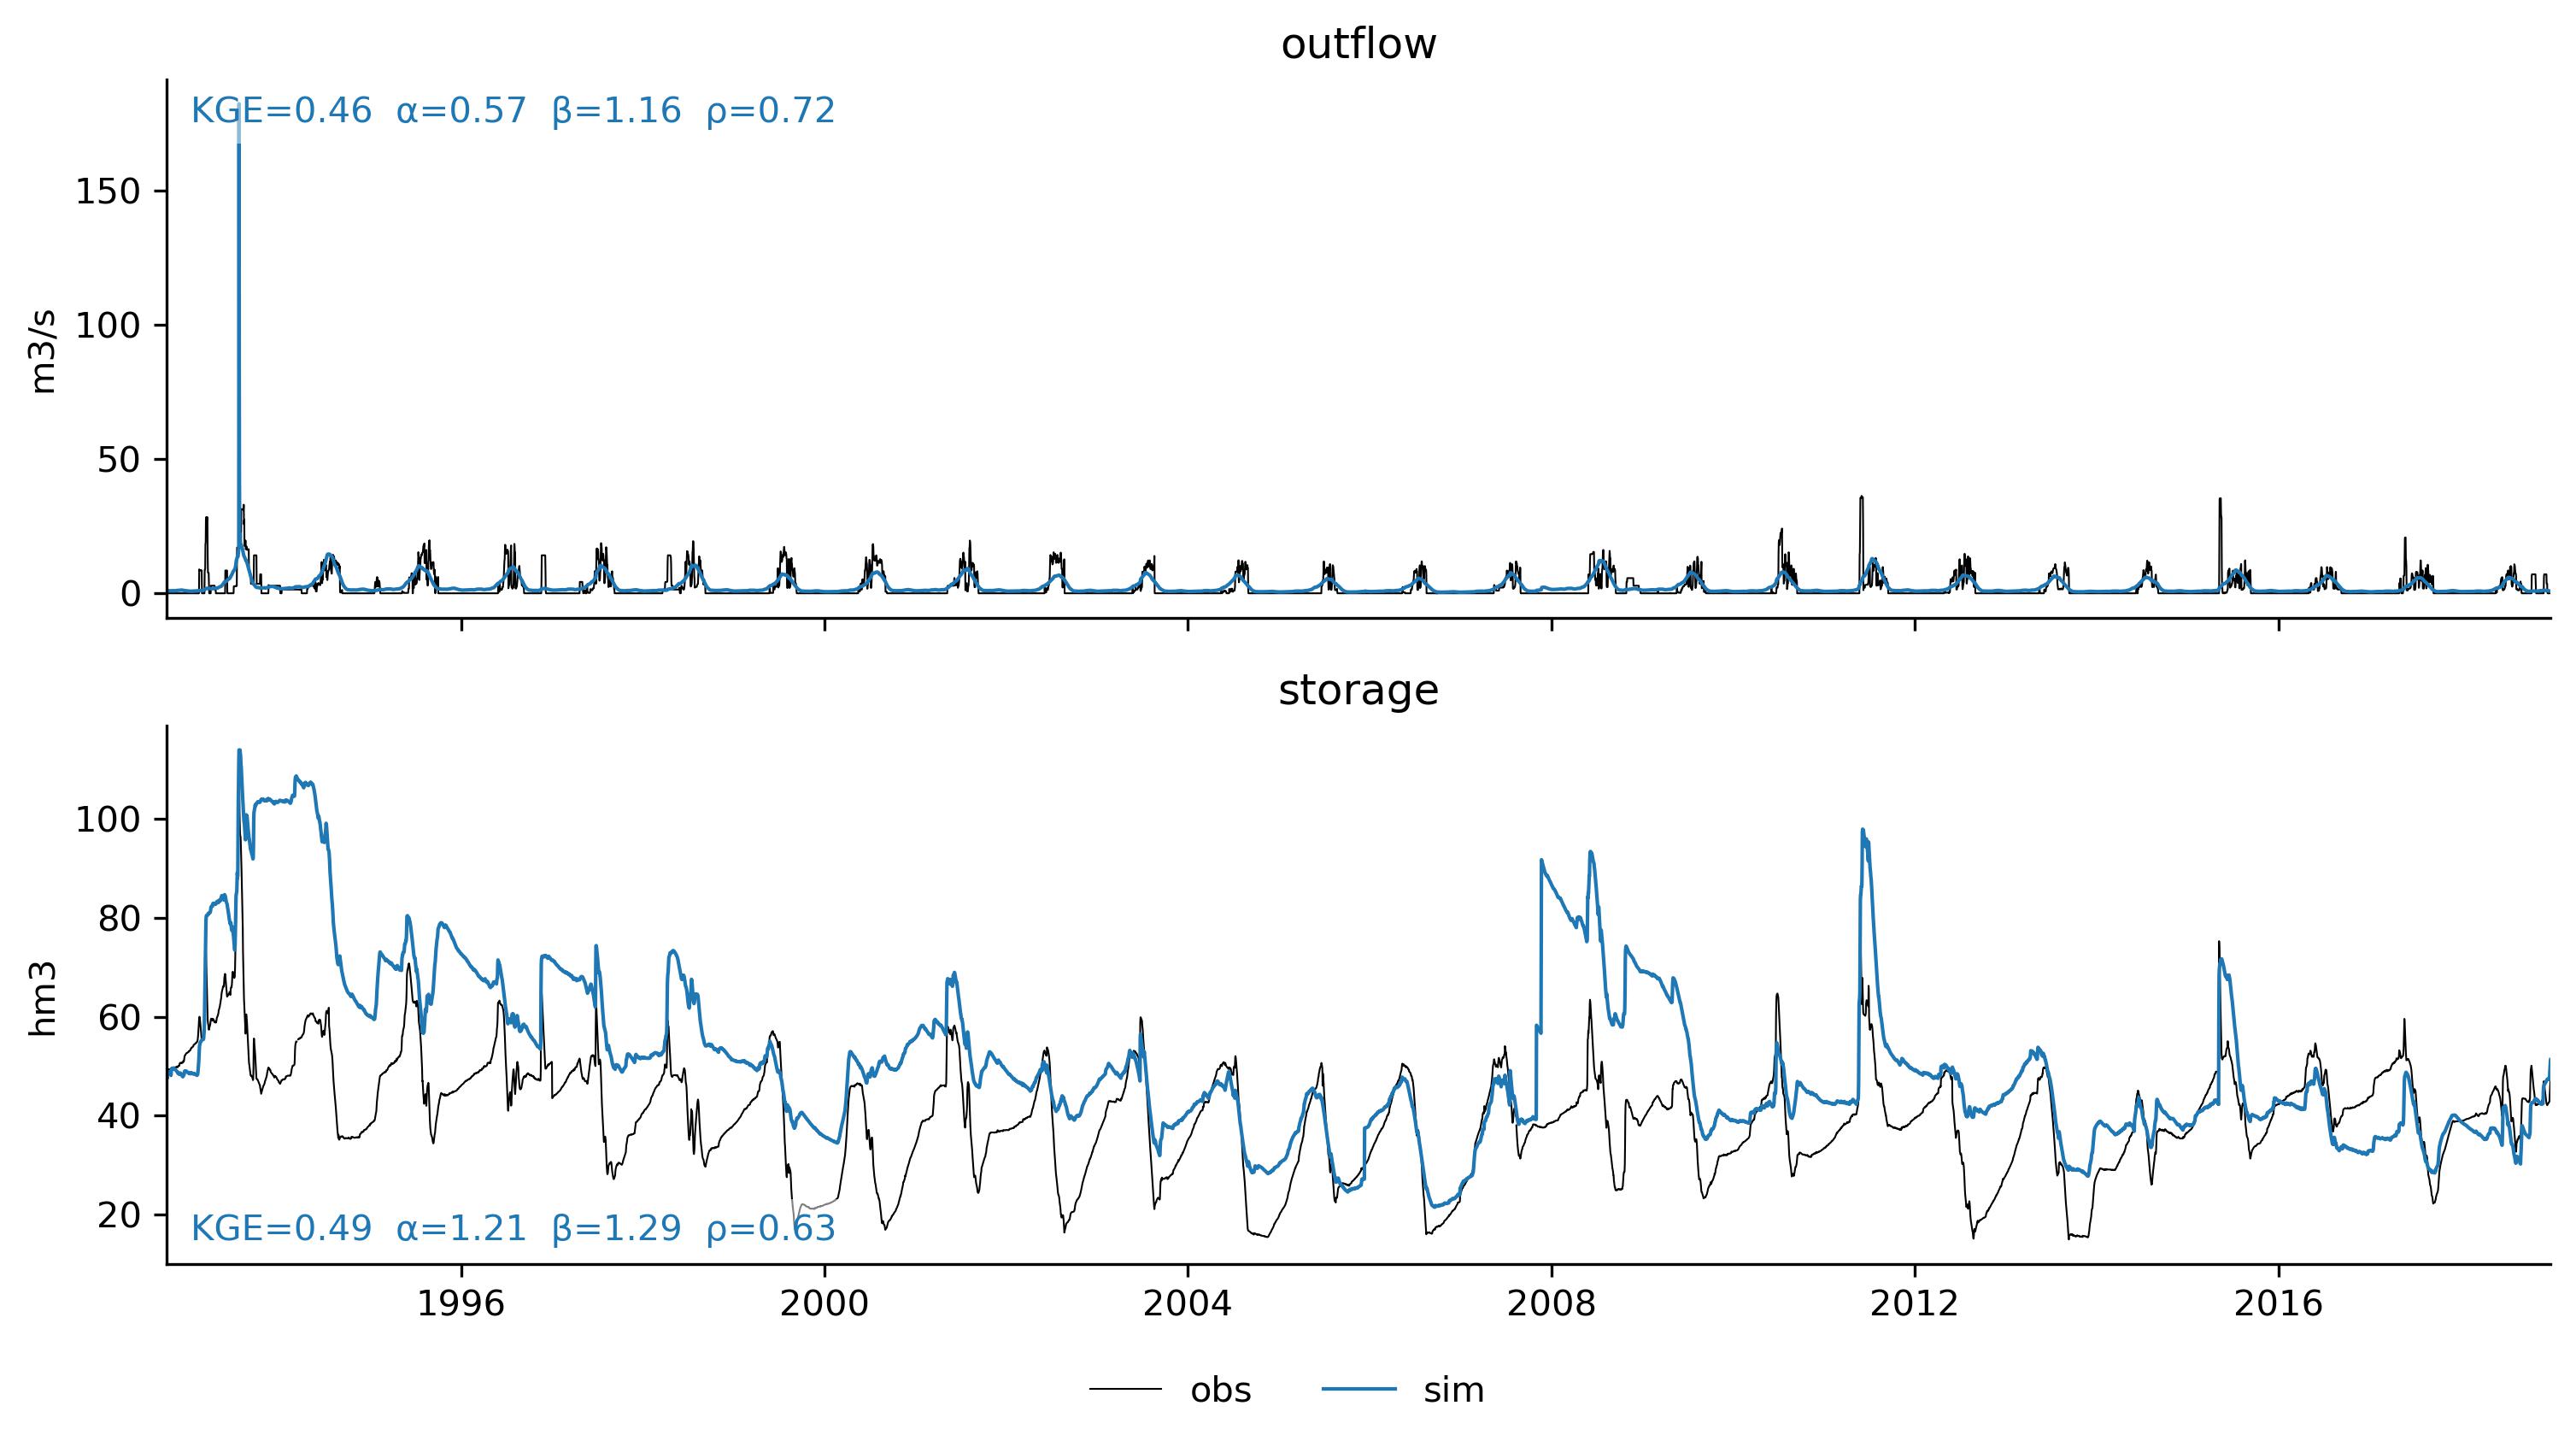 outflow
KGE=0.46 α=0.57 β=1.16 ρ=0.72
m3/s
150
100
50
0
storage
hm3
100
80
60
40
20
KGE=0.49 α=1.21 β=1.29 ρ=0.63
1996 2000 2004 2008 2012 2016
obs sim